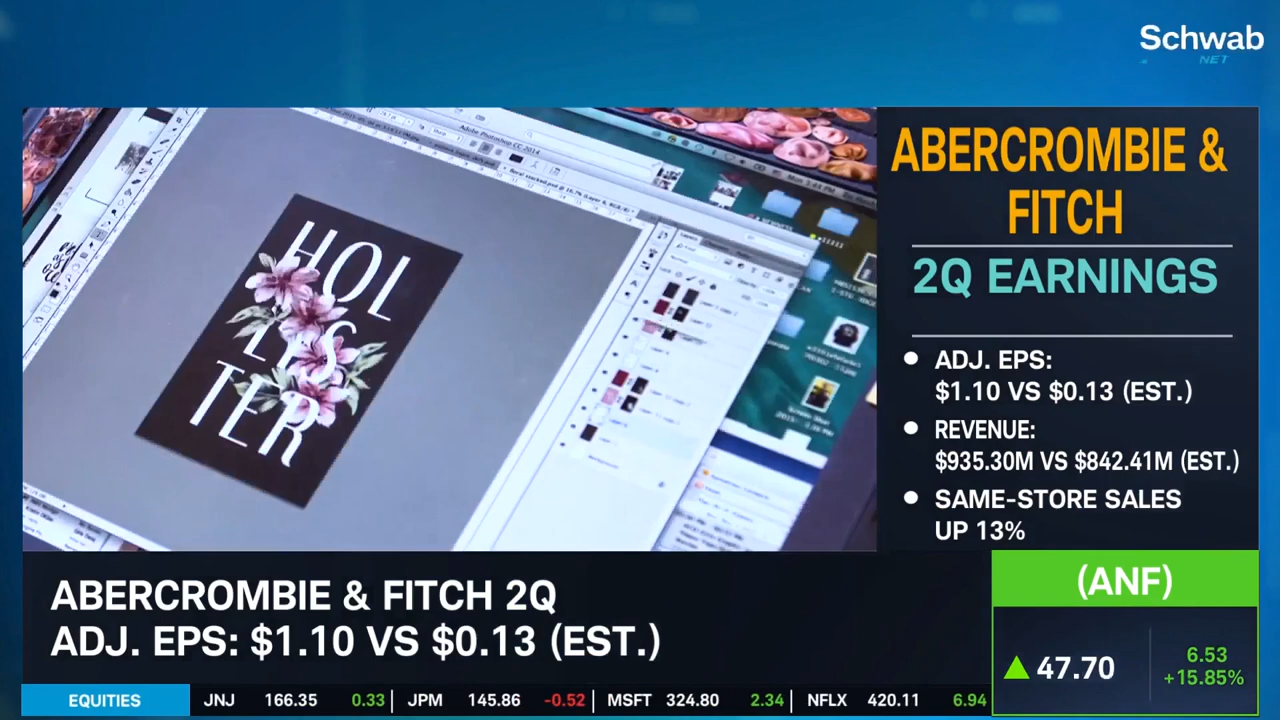 Schwab
NET
Adobe Photoshop CC 2014
HOL
LIS
TER
ABERCROMBIE &
FITCH
2Q EARNINGS
• ADJ. EPS:
$1.10 VS $0.13 (EST.)
• REVENUE:
$935.30M VS $842.41M (EST.)
• SAME-STORE SALES
UP 13%
ABERCROMBIE & FITCH 2Q
ADJ. EPS: $1.10 VS $0.13 (EST.)
(ANF)
▲ 47.70
6.53
+15.85%
EQUITIES JNJ 166.35 0.33 JPM 145.86 -0.52 MSFT 324.80 2.34 NFLX 420.11 6.94